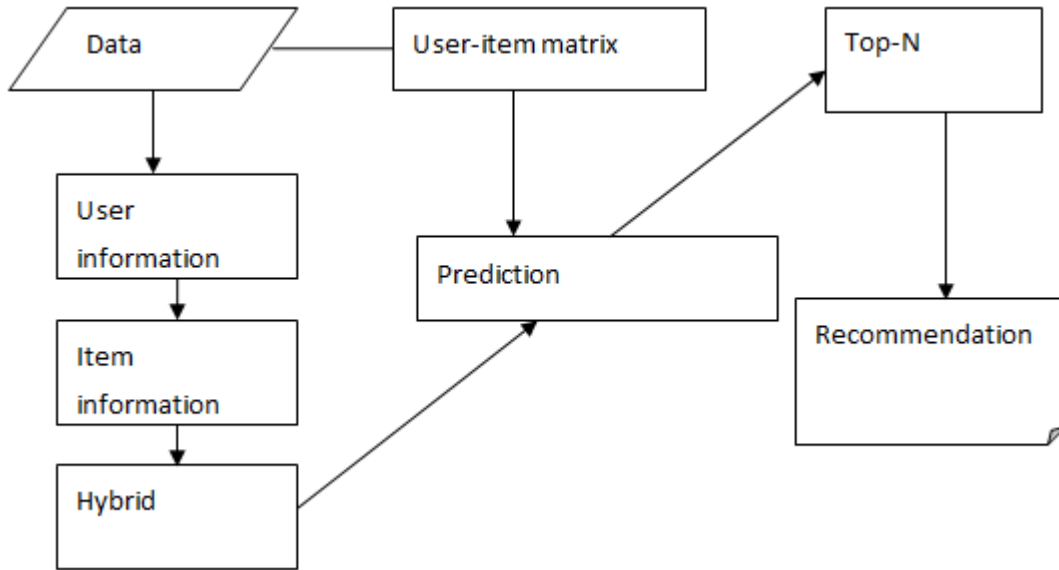 Data
User-item matrix
Top-N
User
information
Prediction
Recommendation
Item
information
Hybrid